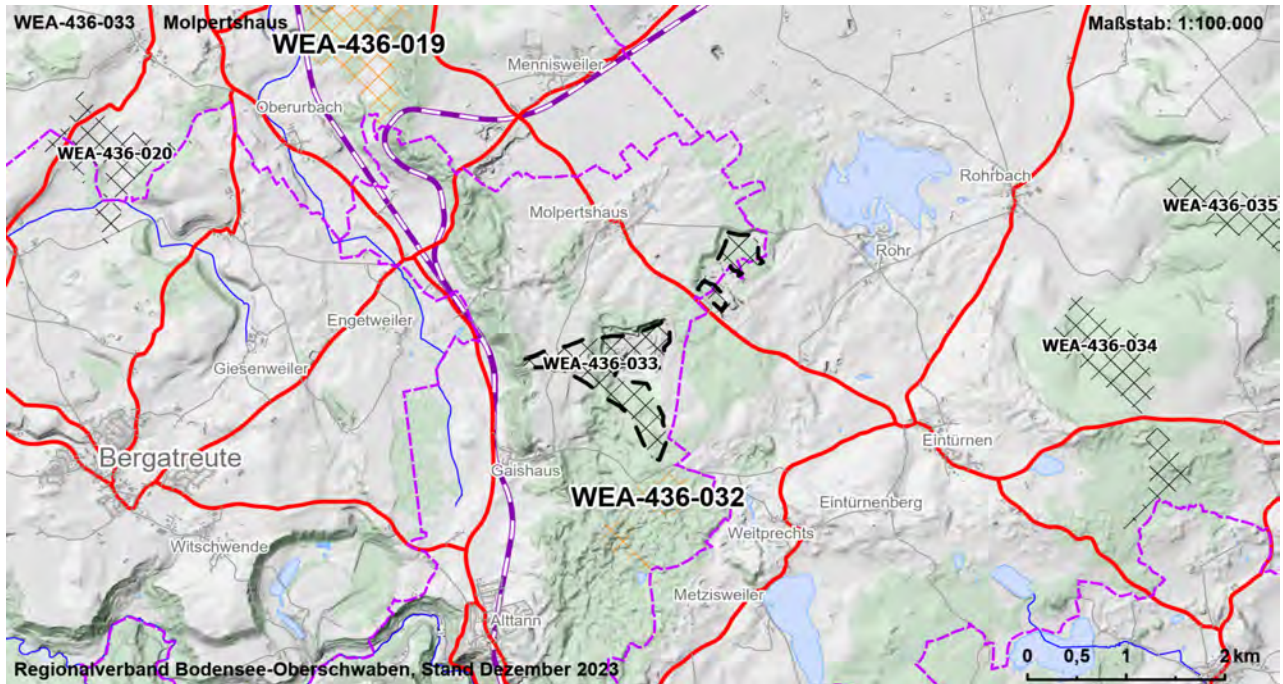 WEA-436-033 Molpertshaus
Maßstab: 1:100.000
WEA-436-019
Mennisweiler
Oberurbach
WEA-436-020
Rohrbach
WEA-436-035
Molpertshaus
Rohr
Engetweiler
WEA-436-034
WEA-436-033
Giesenweiler
Eintürnen
Bergatreute
Gaishaus
WEA-436-032
Eintürnenberg
Weitprechts
Witschwende
Metzisweiler
Alttann
Regionalverband Bodensee-Oberschwaben, Stand Dezember 2023
0 0,5 1 2 km